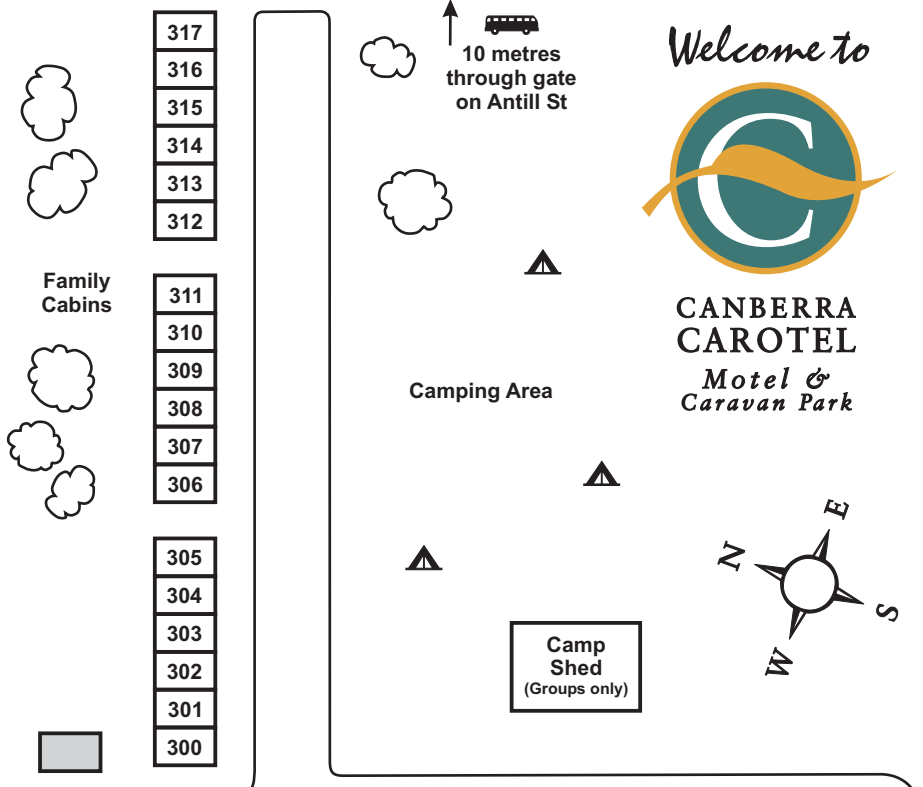 317
316
315
314
313
312
Family
Cabins
311
310
309
308
307
306
305
304
303
302
301
300
10 metres
through gate
on Antill St
Camping Area
Camp
Shed
(Groups only)
Welcome to
C
CANBERRA
CAROTEL
Motel &
Caravan Park
E
N
S
W